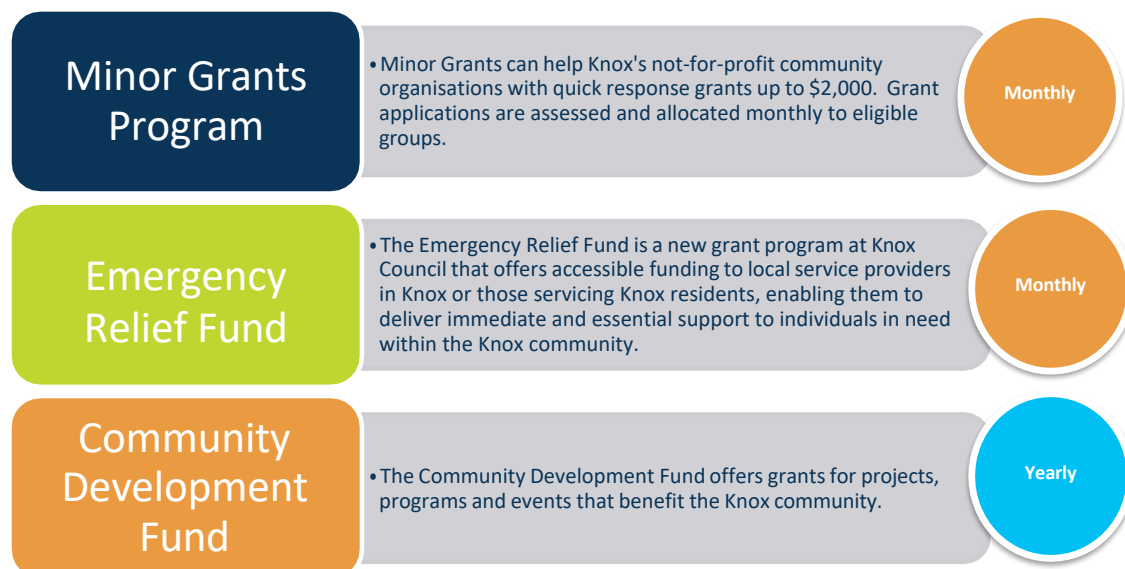 Minor Grants
Program
• Minor Grants can help Knox's not-for-profit community
organisations with quick response grants up to $2,000.  Grant
applications are assessed and allocated monthly to eligible
groups.
Monthly
Emergency
Relief Fund
• The Emergency Relief Fund is a new grant program at Knox
Council that offers accessible funding to local service providers
in Knox or those servicing Knox residents, enabling them to
deliver immediate and essential support to individuals in need
within the Knox community.
Monthly
Community
Development
Fund
• The Community Development Fund offers grants for projects,
programs and events that benefit the Knox community.
Yearly